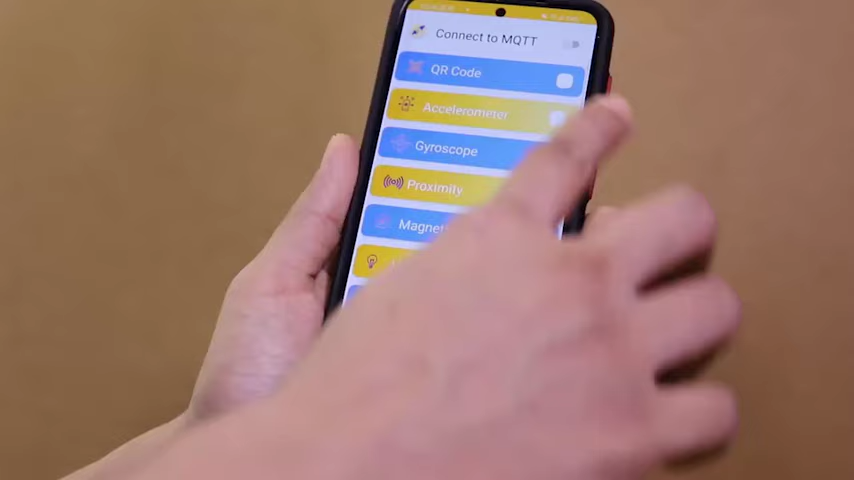 Connect to MQTT
QR Code
Accelerometer
Gyroscope
Proximity